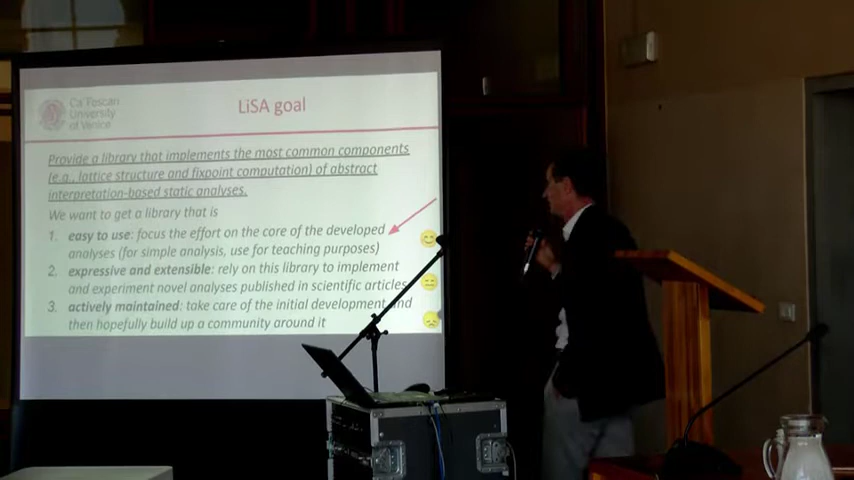 Ca'Foscari
University
of Venice
LiSA goal
Provide a library that implements the most common components
(e.g., lattice structure and fixpoint computation) of abstract
interpretation-based static analyses.
We want to get a library that is
1. easy to use: focus the effort on the core of the developed
analyses (for simple analysis, use for teaching purposes)
2. expressive and extensible: rely on this library to implement
and experiment novel analyses published in scientific articles
3. actively maintained: take care of the initial development and
then hopefully build up a community around it